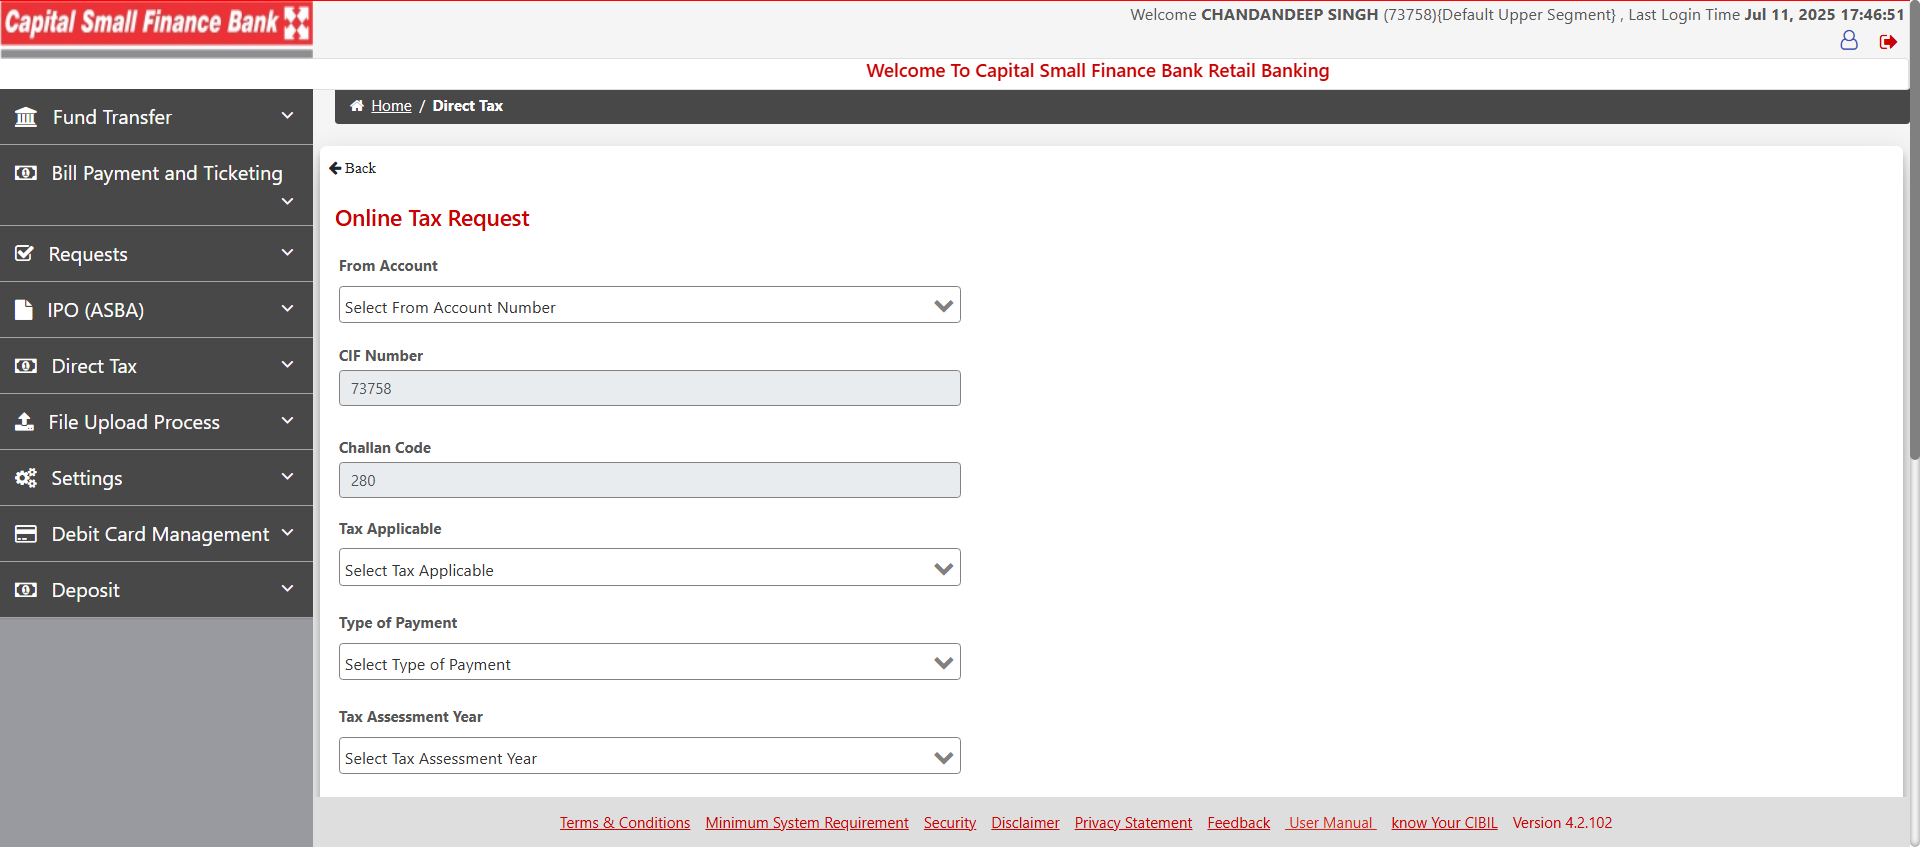 Capital Small Finance Bank
Welcome CHANDANDEEP SINGH (73758){Default Upper Segment} , Last Login Time Jul 11, 2025 17:46:51
Welcome To Capital Small Finance Bank Retail Banking
Home / Direct Tax
Fund Transfer
Bill Payment and Ticketing
Requests
IPO (ASBA)
Direct Tax
File Upload Process
Settings
Debit Card Management
Deposit
Back
Online Tax Request
From Account
Select From Account Number
CIF Number
73758
Challan Code
280
Tax Applicable
Select Tax Applicable
Type of Payment
Select Type of Payment
Tax Assessment Year
Select Tax Assessment Year
Terms & Conditions Minimum System Requirement Security Disclaimer Privacy Statement Feedback User Manual know Your CIBIL Version 4.2.102